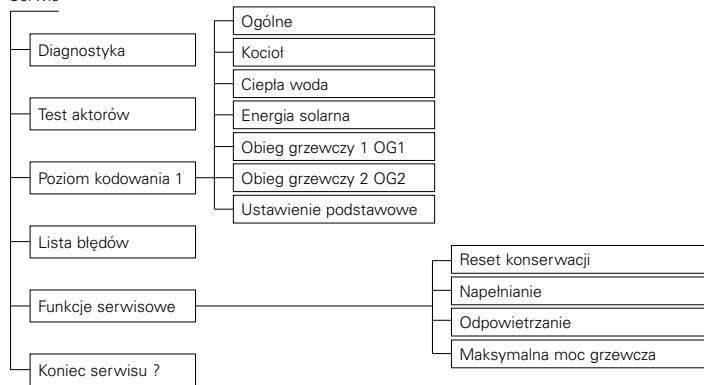 Diagnostyka
Test aktorów
Poziom kodowania 1
Lista błędów
Funkcje serwisowe
Koniec serwisu ?
Ogólne
Kocioł
Ciepła woda
Energia solarna
Obieg grzewczy 1 OG1
Obieg grzewczy 2 OG2
Ustawienie podstawowe
Reset konserwacji
Napełnianie
Odpowietrzanie
Maksymalna moc grzewcza